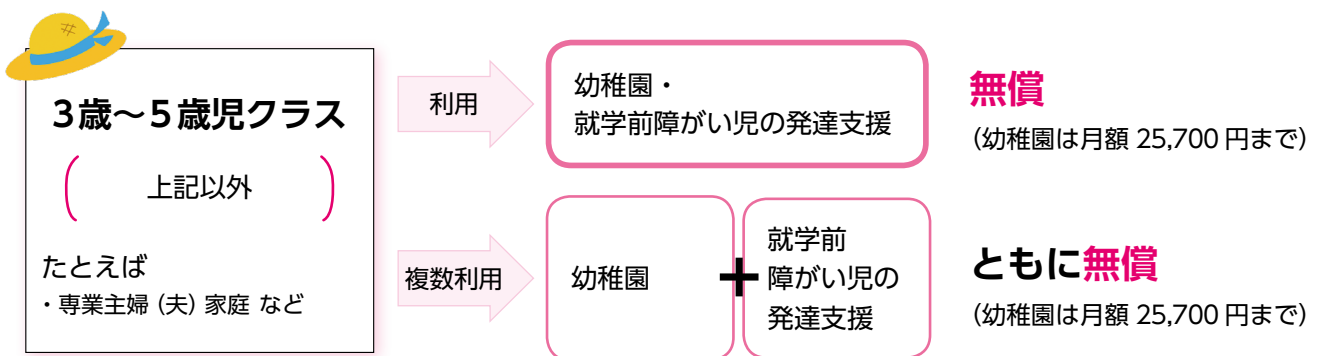 3歳～5歳児クラス
（ 上記以外 ）
たとえば
・専業主婦（夫）家庭 など
利用
幼稚園・
就学前障がい児の発達支援
無償
（幼稚園は月額 25,700 円まで）
複数利用
幼稚園
＋
就学前
障がい児の
発達支援
ともに無償
（幼稚園は月額 25,700 円まで）